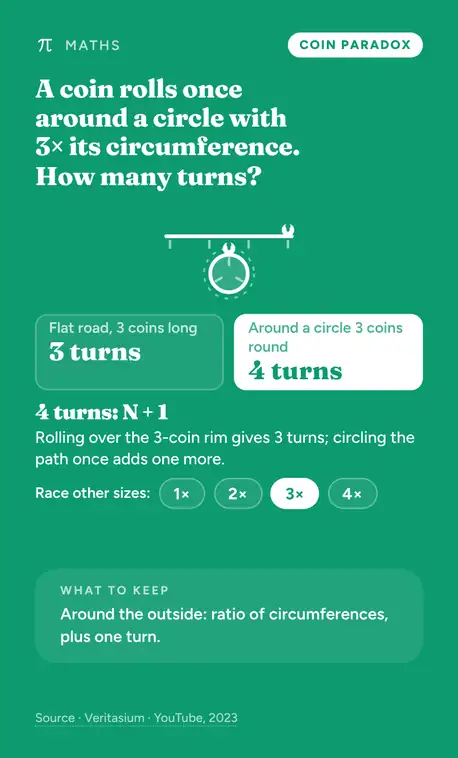 π MATHS
COIN PARADOX
A coin rolls once
around a circle with
3× its circumference.
How many turns?
Flat road, 3 coins long
3 turns
Around a circle 3 coins
round
4 turns
4 turns: N + 1
Rolling over the 3-coin rim gives 3 turns; circling the
path once adds one more.
Race other sizes: 1× 2× 3× 4×
WHAT TO KEEP
Around the outside: ratio of circumferences,
plus one turn.
Source · Veritasium · YouTube, 2023